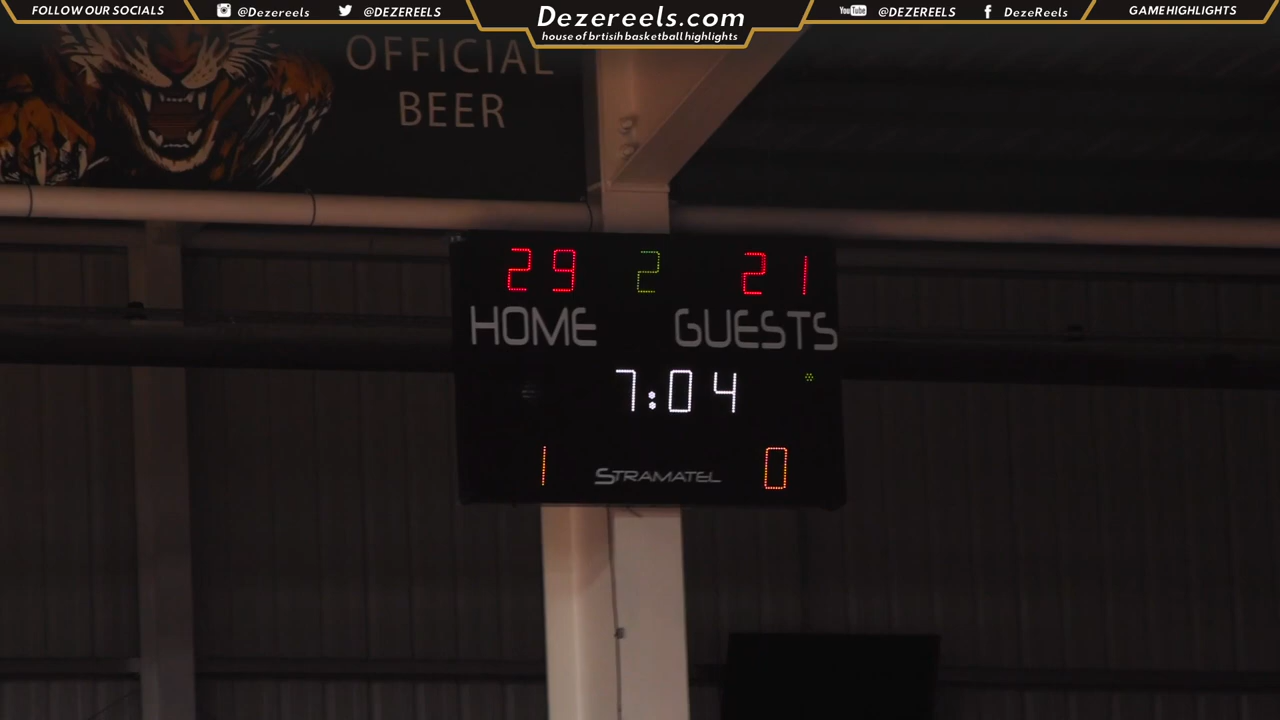 FOLLOW OUR SOCIALS @Dezereels @DEZEREELS Dezereels.com YouTube @DEZEREELS DezeReels GAME HIGHLIGHTS
house of brtisih basketball highlights
OFFICIAL
BEER
29 2 21
HOME GUESTS
7:04
1 STRAMATEL 0